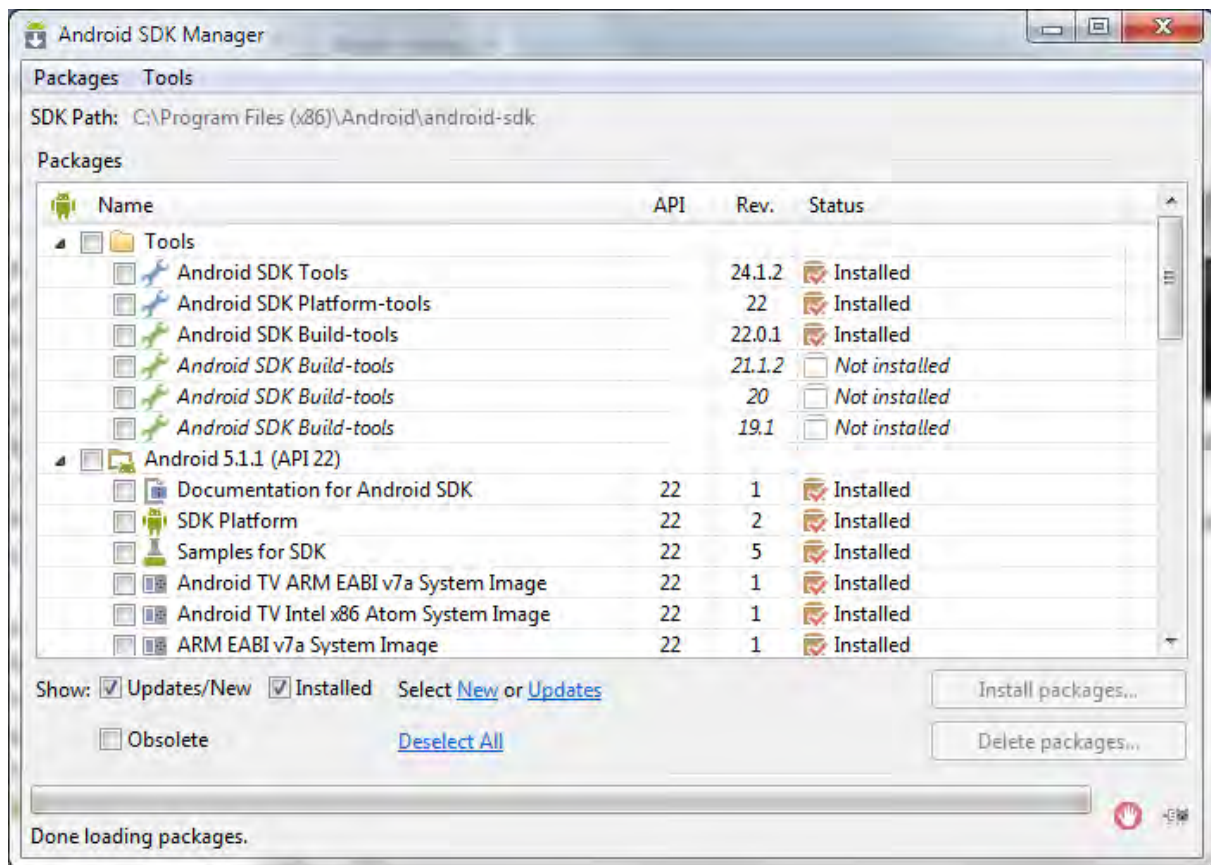 Android SDK Manager
Packages Tools
SDK Path: C:\Program Files (x86)\Android\android-sdk
Packages
Name API Rev. Status
Tools
Android SDK Tools 24.1.2 Installed
Android SDK Platform-tools 22 Installed
Android SDK Build-tools 22.0.1 Installed
Android SDK Build-tools 21.1.2 Not installed
Android SDK Build-tools 20 Not installed
Android SDK Build-tools 19.1 Not installed
Android 5.1.1 (API 22)
Documentation for Android SDK 22 1 Installed
SDK Platform 22 2 Installed
Samples for SDK 22 5 Installed
Android TV ARM EABI v7a System Image 22 1 Installed
Android TV Intel x86 Atom System Image 22 1 Installed
ARM EABI v7a System Image 22 1 Installed
Show: Updates/New Installed Select New or Updates Install packages...
Obsolete Deselect All Delete packages...
Done loading packages.